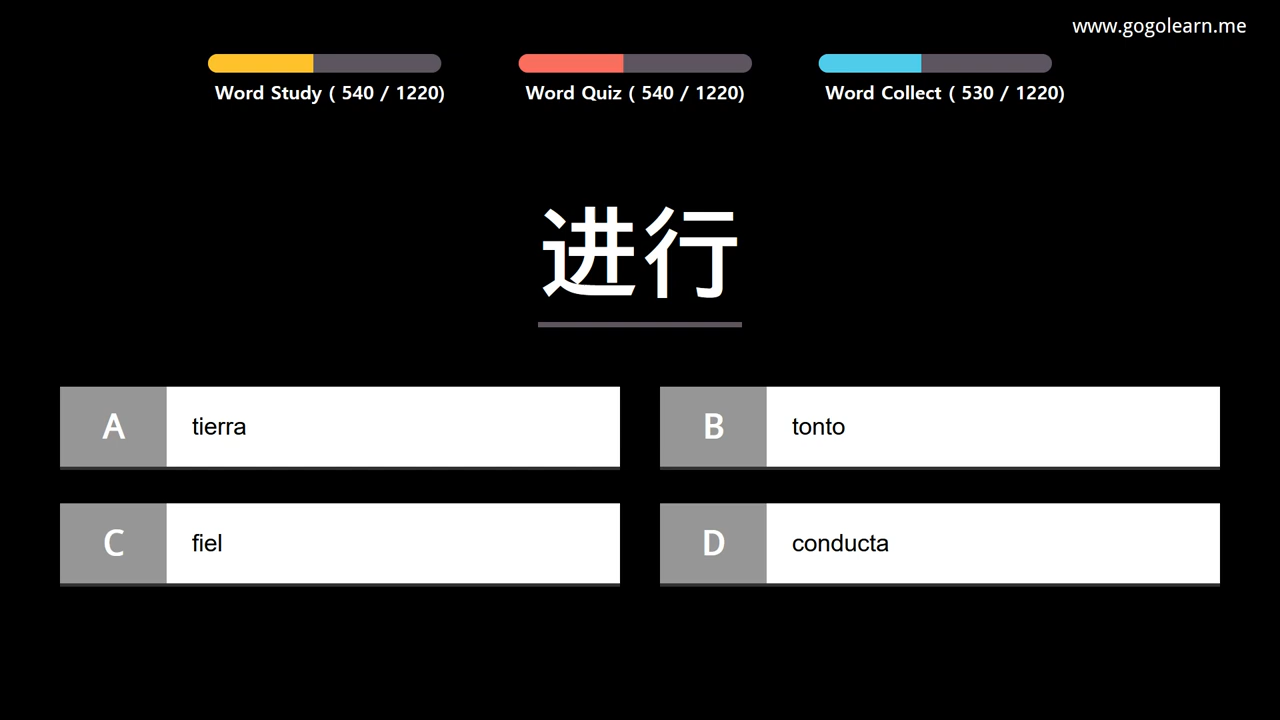 www.gogolearn.me
Word Study ( 540 / 1220)
Word Quiz ( 540 / 1220)
Word Collect ( 530 / 1220)
进行
A tierra
B tonto
C fiel
D conducta